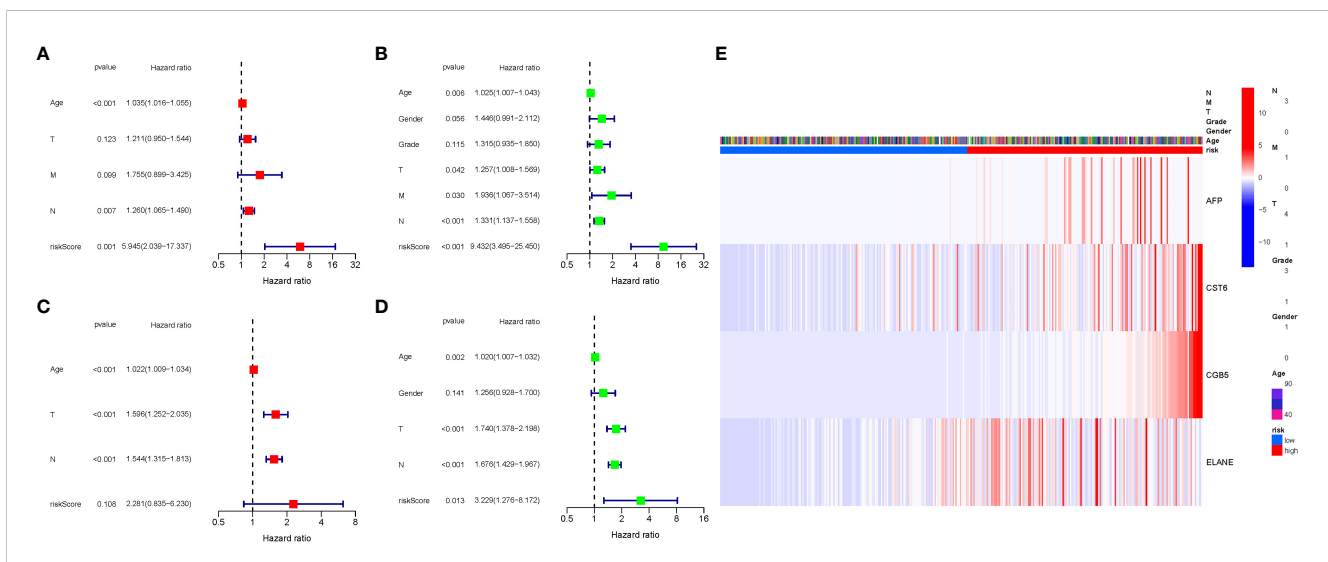 A
pvalue Hazard ratio
Age <0.001 1.035(1.016−1.055)
T 0.123 1.211(0.950−1.544)
M 0.099 1.755(0.899−3.425)
N 0.007 1.260(1.065−1.490)
riskScore 0.001 5.945(2.039−17.337)
0.5 1 2 4 8 16 32
Hazard ratio
B
pvalue Hazard ratio
Age 0.006 1.025(1.007−1.043)
Gender 0.056 1.446(0.991−2.112)
Grade 0.115 1.315(0.935−1.850)
T 0.042 1.257(1.008−1.569)
M 0.030 1.936(1.067−3.514)
N <0.001 1.331(1.137−1.558)
riskScore <0.001 9.432(3.495−25.450)
0.5 1 2 4 8 16 32
Hazard ratio
C
pvalue Hazard ratio
Age <0.001 1.022(1.009−1.034)
T <0.001 1.596(1.252−2.035)
N <0.001 1.544(1.315−1.813)
riskScore 0.108 2.281(0.835−6.230)
0.5 1 2 4 8
Hazard ratio
D
pvalue Hazard ratio
Age 0.002 1.020(1.007−1.032)
Gender 0.141 1.256(0.928−1.700)
T <0.001 1.740(1.378−2.198)
N <0.001 1.676(1.429−1.967)
riskScore 0.013 3.229(1.276−8.172)
0.5 1 2 4 8 16
Hazard ratio
E
N
M
T
Grade
Gender
Age
risk
AFP
CST6
CGB5
ELANE
10
5
0
−5
−10
N
3
0
M
1
0
T
4
1
Grade
3
1
Gender
1
0
Age
90
40
risk
low
high